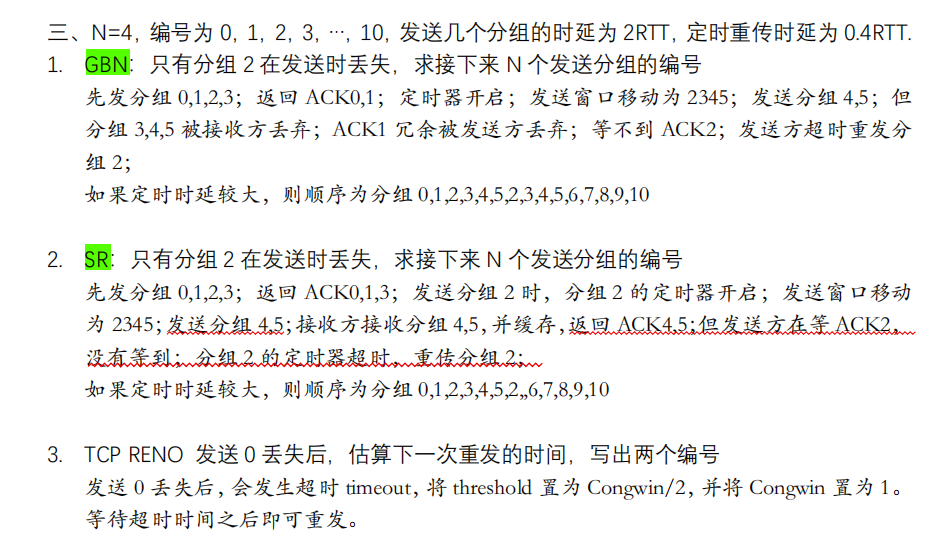 三、N=4, 编号为 0, 1, 2, 3, …, 10, 发送几个分组的时延为 2RTT, 定时重传时延为 0.4RTT.
1. GBN: 只有分组 2 在发送时丢失, 求接下来 N 个发送分组的编号
先发分组 0,1,2,3; 返回 ACK0,1; 定时器开启; 发送窗口移动为 2345; 发送分组 4,5; 但
分组 3,4,5 被接收方丢弃; ACK1 冗余被发送方丢弃; 等不到 ACK2; 发送方超时重发分
组 2;
如果定时时延较大, 则顺序为分组 0,1,2,3,4,5,2,3,4,5,6,7,8,9,10
2. SR: 只有分组 2 在发送时丢失, 求接下来 N 个发送分组的编号
先发分组 0,1,2,3; 返回 ACK0,1,3; 发送分组 2 时, 分组 2 的定时器开启; 发送窗口移动
为 2345; 发送分组 4,5; 接收方接收分组 4,5, 并缓存, 返回 ACK4,5; 但发送方在等 ACK2,
没有等到; 分组 2 的定时器超时, 重传分组 2;
如果定时时延较大, 则顺序为分组 0,1,2,3,4,5,2,,6,7,8,9,10
3. TCP RENO 发送 0 丢失后, 估算下一次重发的时间, 写出两个编号
发送 0 丢失后, 会发生超时 timeout, 将 threshold 置为 Congwin/2, 并将 Congwin 置为 1。
等待超时时间之后即可重发。